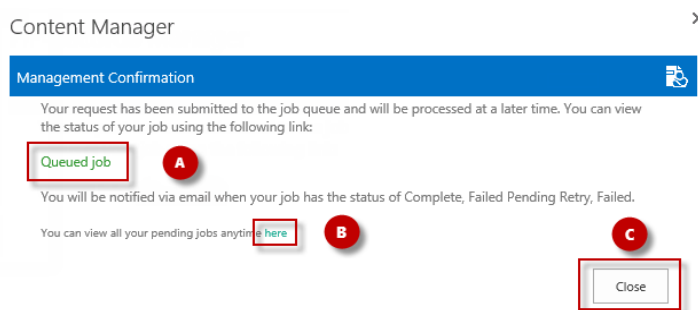 Content Manager
Management Confirmation
Your request has been submitted to the job queue and will be processed at a later time. You can view
the status of your job using the following link:
Queued job
A
You will be notified via email when your job has the status of Complete, Failed Pending Retry, Failed.
You can view all your pending jobs anytime here
B
C
Close